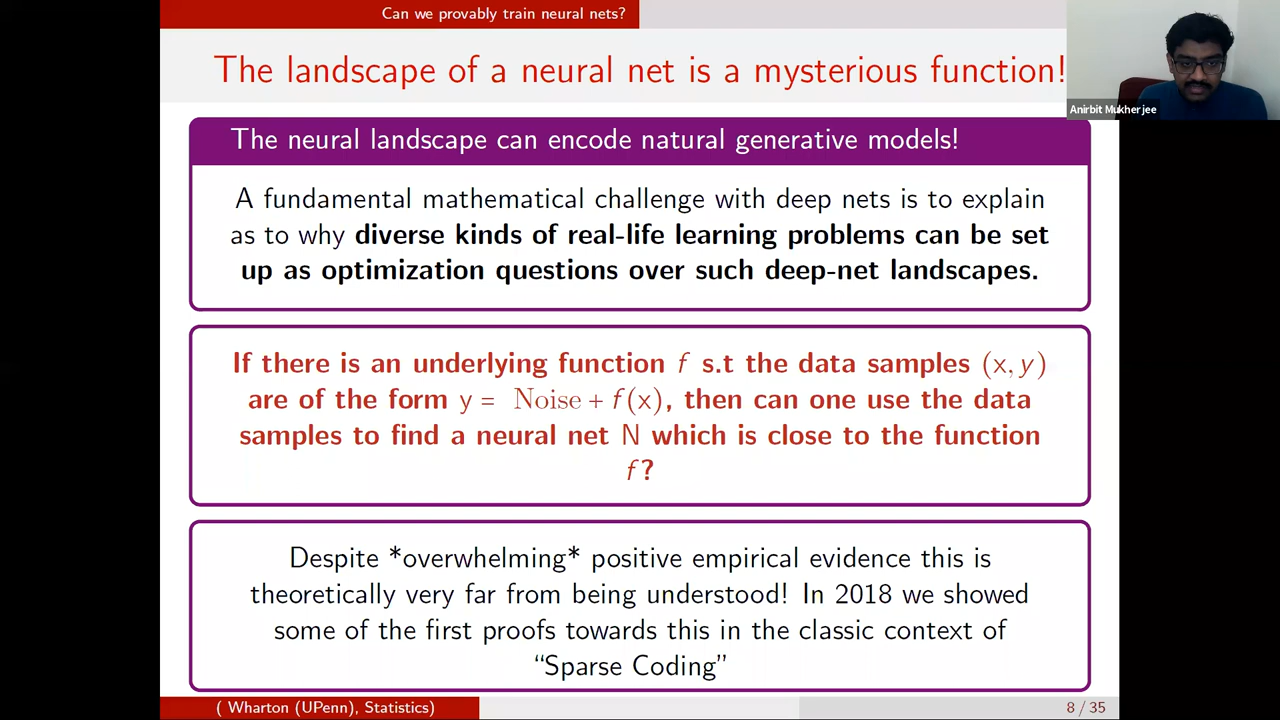 Can we provably train neural nets?
The landscape of a neural net is a mysterious function!
Anirbit Mukherjee
The neural landscape can encode natural generative models!
A fundamental mathematical challenge with deep nets is to explain
as to why diverse kinds of real-life learning problems can be set
up as optimization questions over such deep-net landscapes.
If there is an underlying function f s.t the data samples (x, y)
are of the form y = Noise + f(x), then can one use the data
samples to find a neural net N which is close to the function
f?
Despite *overwhelming* positive empirical evidence this is
theoretically very far from being understood! In 2018 we showed
some of the first proofs towards this in the classic context of
“Sparse Coding”
( Wharton (UPenn), Statistics)
8 / 35